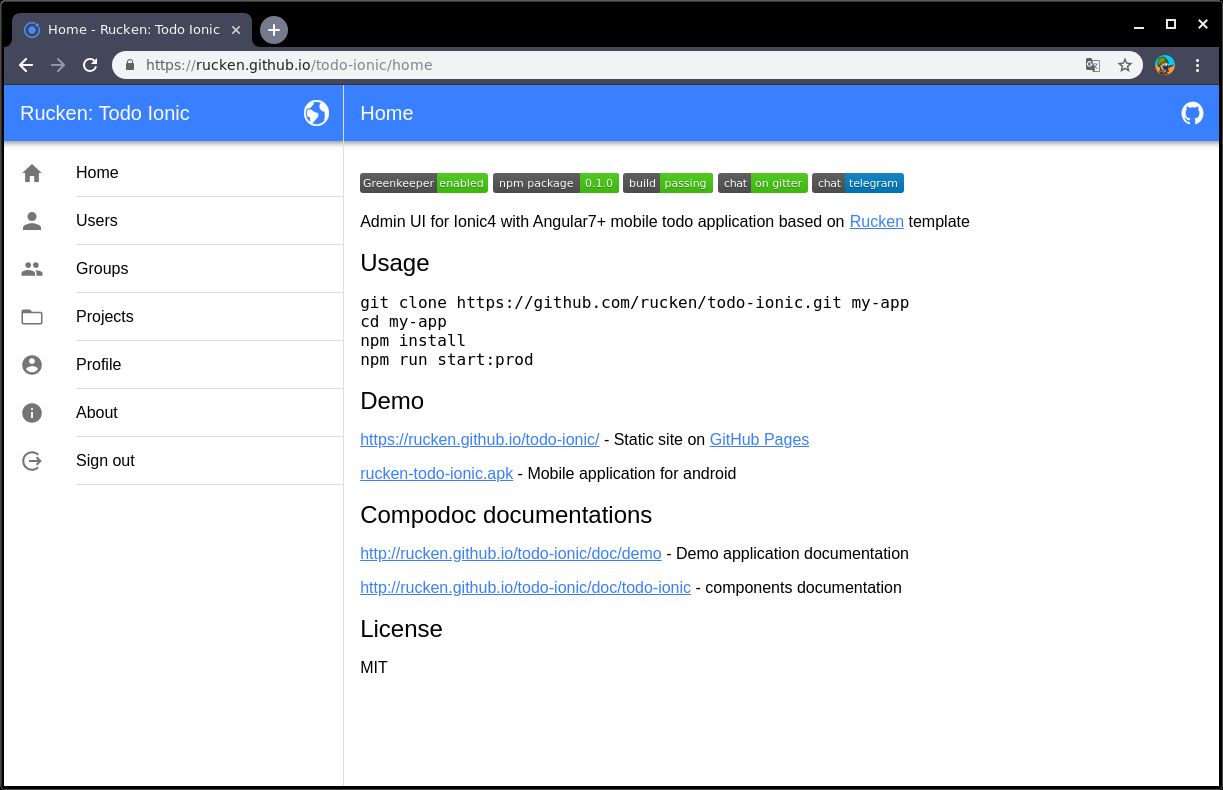 Home - Rucken: Todo Ionic
https://rucken.github.io/todo-ionic/home
Rucken: Todo Ionic
Home
Home
Users
Groups
Projects
Profile
About
Sign out
Greenkeeper enabled npm package 0.1.0 build passing chat on gitter chat telegram
Admin UI for Ionic4 with Angular7+ mobile todo application based on Rucken template
Usage
git clone https://github.com/rucken/todo-ionic.git my-app
cd my-app
npm install
npm run start:prod
Demo
https://rucken.github.io/todo-ionic/ - Static site on GitHub Pages
rucken-todo-ionic.apk - Mobile application for android
Compodoc documentations
http://rucken.github.io/todo-ionic/doc/demo - Demo application documentation
http://rucken.github.io/todo-ionic/doc/todo-ionic - components documentation
License
MIT